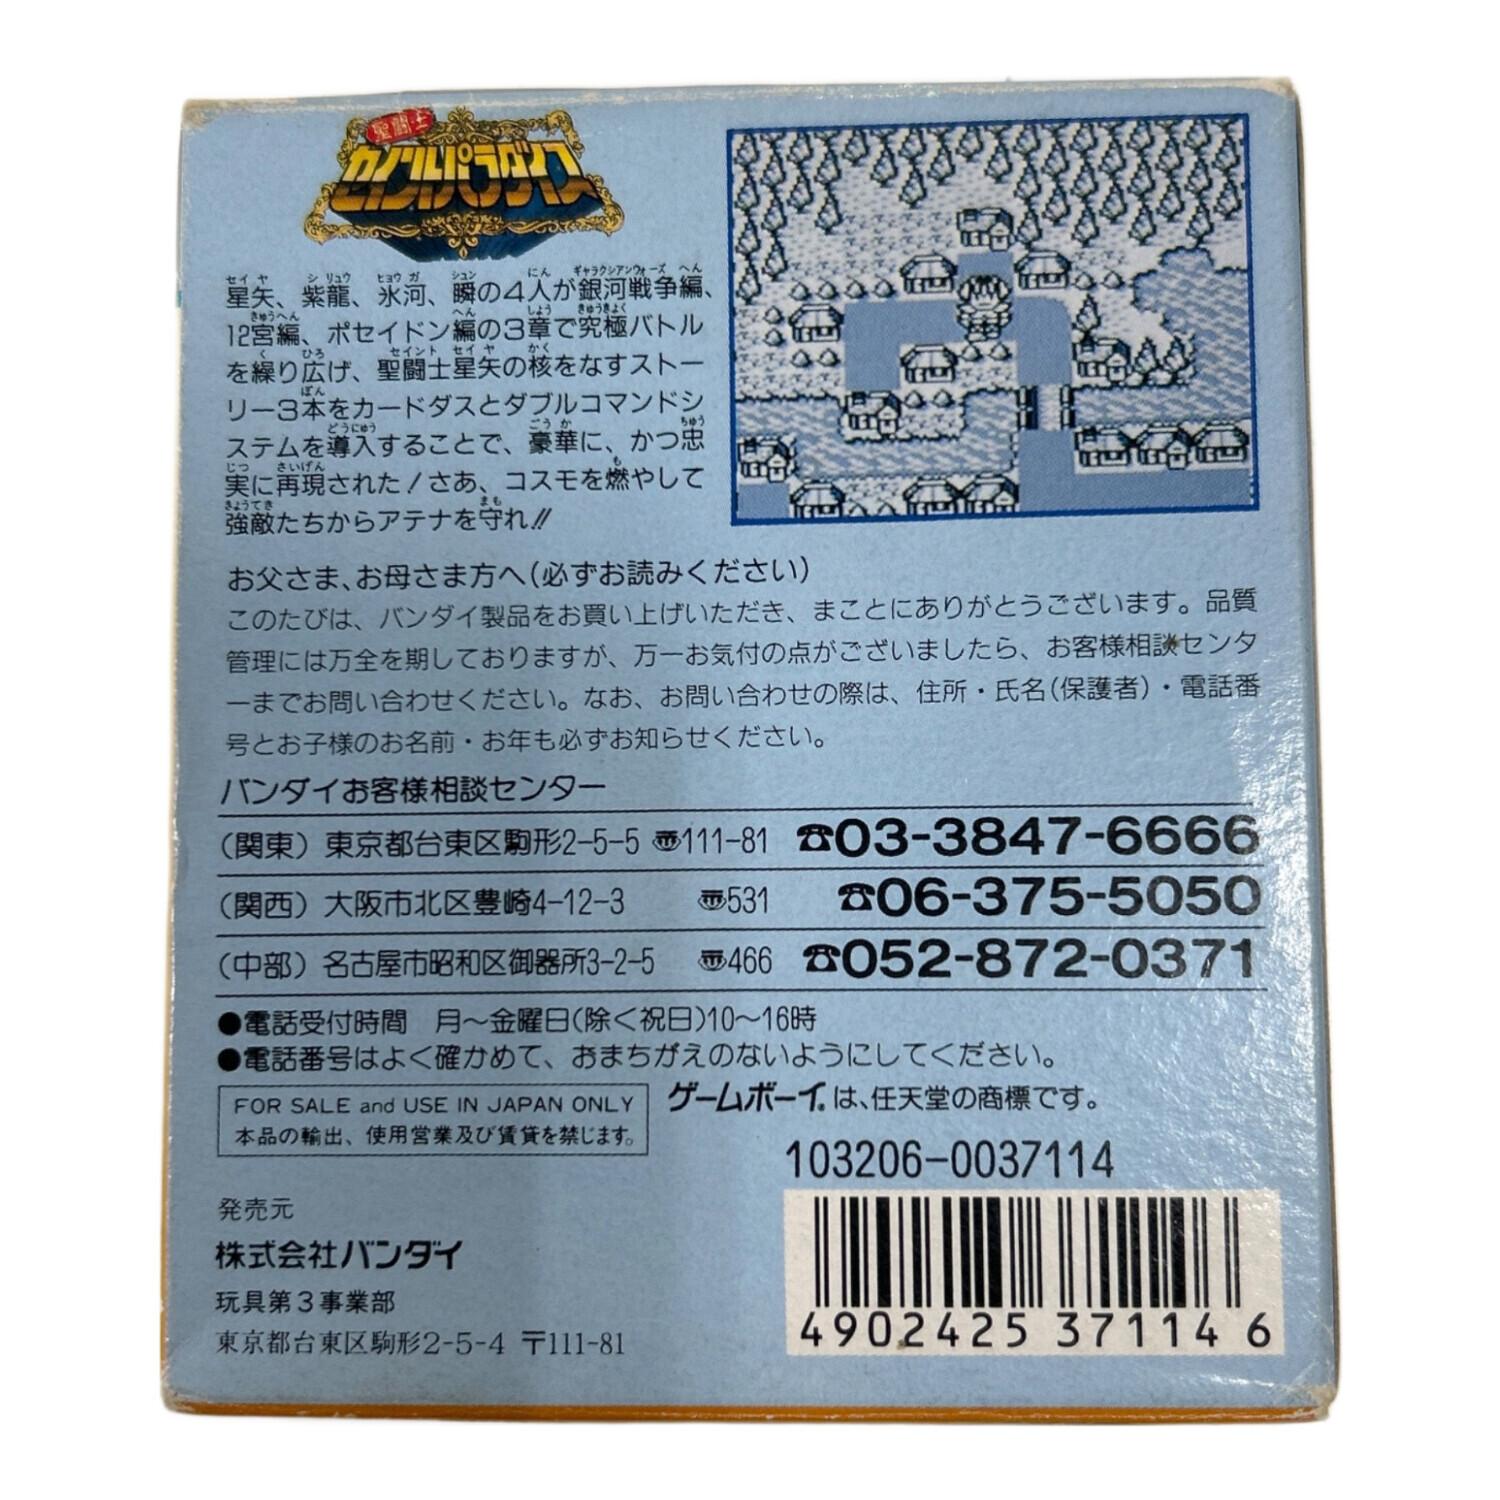 聖闘士
セイントパラダイス
星矢、紫龍、氷河、瞬の4人が銀河戦争編、
12宮編、ポセイドン編の3章で究極バトル
を繰り広げ、聖闘士星矢の核をなすストー
リー3本をカードダスとダブルコマンドシ
ステムを導入することで、豪華に、かつ忠
実に再現された!さあ、コスモを燃やして
強敵たちからアテナを守れ!!
お父さま、お母さま方へ(必ずお読みください)
このたびは、バンダイ製品をお買い上げいただき、まことにありがとうございます。品質
管理には万全を期しておりますが、万一お気付の点がございましたら、お客様相談センタ
ーまでお問い合わせください。なお、お問い合わせの際は、住所・氏名(保護者)・電話番
号とお子様のお名前・お年も必ずお知らせください。
バンダイお客様相談センター
(関東) 東京都台東区駒形2-5-5 〠111-81 ☎03-3847-6666
(関西) 大阪市北区豊崎4-12-3 〠531 ☎06-375-5050
(中部) 名古屋市昭和区御器所3-2-5 〠466 ☎052-872-0371
●電話受付時間 月〜金曜日(除く祝日)10〜16時
●電話番号はよく確かめて、おまちがえのないようにしてください。
FOR SALE and USE IN JAPAN ONLY
本品の輸出、使用営業及び賃貸を禁じます。
ゲームボーイ®は、任天堂の商標です。
103206-0037114
発売元
株式会社バンダイ
玩具第3事業部
東京都台東区駒形2-5-4 〒111-81
4902425 371146